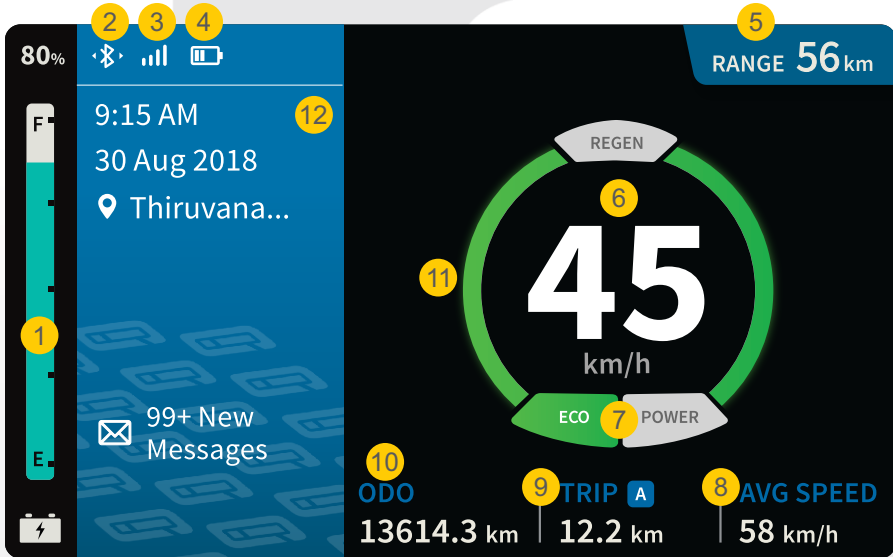 2
3
4
5
80%
RANGE 56 km
F
9:15 AM
12
30 Aug 2018
Thiruvana...
REGEN
6
45
km/h
11
1
ECO
7
POWER
99+ New
Messages
E
10
ODO
9
TRIP A
8
AVG SPEED
13614.3 km
12.2 km
58 km/h